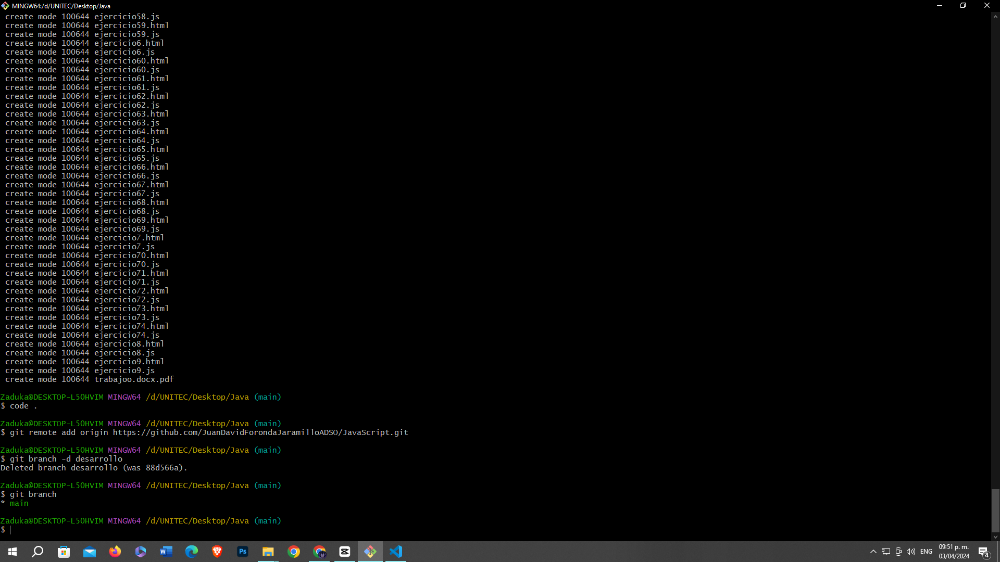 MINGW64:/d/UNITEC/Desktop/Java
create mode 100644 ejercicio58.js
create mode 100644 ejercicio59.html
create mode 100644 ejercicio59.js
create mode 100644 ejercicio6.html
create mode 100644 ejercicio6.js
create mode 100644 ejercicio60.html
create mode 100644 ejercicio60.js
create mode 100644 ejercicio61.html
create mode 100644 ejercicio61.js
create mode 100644 ejercicio62.html
create mode 100644 ejercicio62.js
create mode 100644 ejercicio63.html
create mode 100644 ejercicio63.js
create mode 100644 ejercicio64.html
create mode 100644 ejercicio64.js
create mode 100644 ejercicio65.html
create mode 100644 ejercicio65.js
create mode 100644 ejercicio66.html
create mode 100644 ejercicio66.js
create mode 100644 ejercicio67.html
create mode 100644 ejercicio67.js
create mode 100644 ejercicio68.html
create mode 100644 ejercicio68.js
create mode 100644 ejercicio69.html
create mode 100644 ejercicio69.js
create mode 100644 ejercicio7.html
create mode 100644 ejercicio7.js
create mode 100644 ejercicio70.html
create mode 100644 ejercicio70.js
create mode 100644 ejercicio71.html
create mode 100644 ejercicio71.js
create mode 100644 ejercicio72.html
create mode 100644 ejercicio72.js
create mode 100644 ejercicio73.html
create mode 100644 ejercicio73.js
create mode 100644 ejercicio74.html
create mode 100644 ejercicio74.js
create mode 100644 ejercicio8.html
create mode 100644 ejercicio8.js
create mode 100644 ejercicio9.html
create mode 100644 ejercicio9.js
create mode 100644 trabajoo.docx.pdf
Zaduka@DESKTOP-L5OHVIM MINGW64 /d/UNITEC/Desktop/Java (main)
$ code .
Zaduka@DESKTOP-L5OHVIM MINGW64 /d/UNITEC/Desktop/Java (main)
$ git remote add origin https://github.com/JuanDavidForondaJaramilloADSO/JavaScript.git
Zaduka@DESKTOP-L5OHVIM MINGW64 /d/UNITEC/Desktop/Java (main)
$ git branch -d desarrollo
Deleted branch desarrollo (was 88d566a).
Zaduka@DESKTOP-L5OHVIM MINGW64 /d/UNITEC/Desktop/Java (main)
$ git branch
* main
Zaduka@DESKTOP-L5OHVIM MINGW64 /d/UNITEC/Desktop/Java (main)
$
W
Ps
ENG
09:51 p. m.
03/04/2024
4